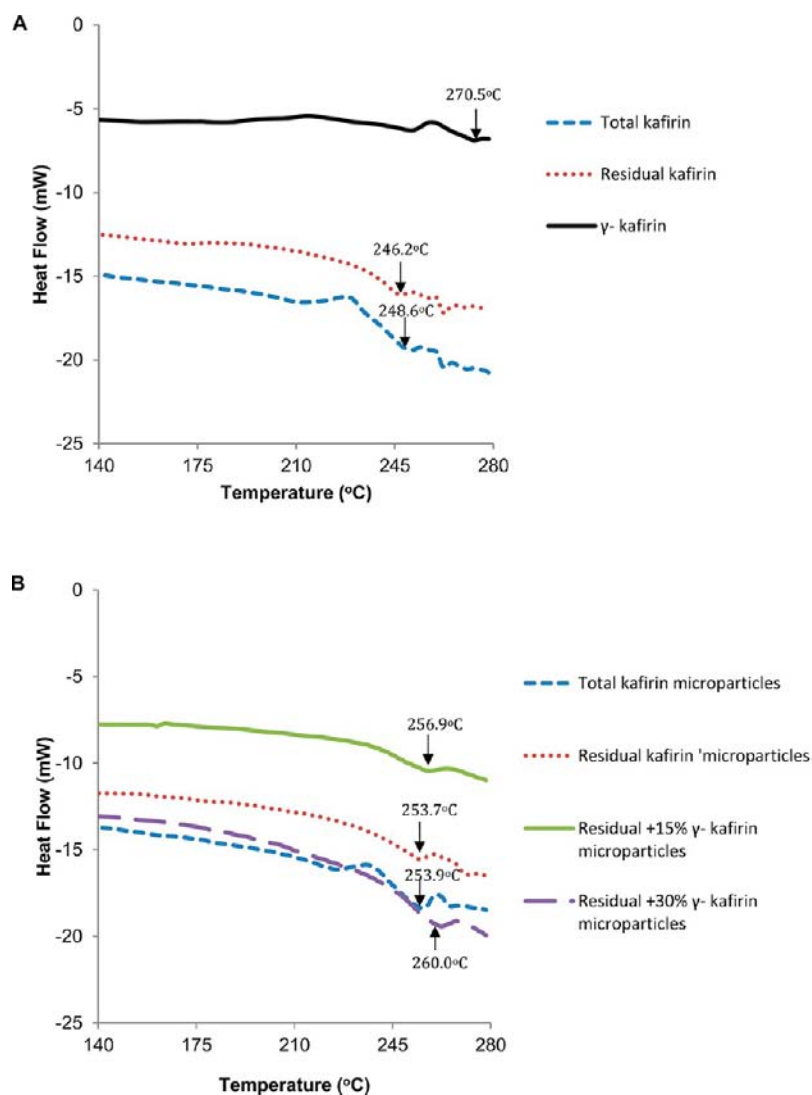 A
0
-5
-10
-15
-20
-25
Heat Flow (mW)
140
175
210
245
280
Temperature (ºC)
270.5ºC
246.2ºC
248.6ºC
Total kafirin
Residual kafirin
γ- kafirin
B
0
-5
-10
-15
-20
-25
Heat Flow (mW)
140
175
210
245
280
Temperature (ºC)
256.9ºC
253.7ºC
253.9ºC
260.0ºC
Total kafirin microparticles
Residual kafirin 'microparticles
Residual +15% γ- kafirin
microparticles
Residual +30% γ- kafirin
microparticles